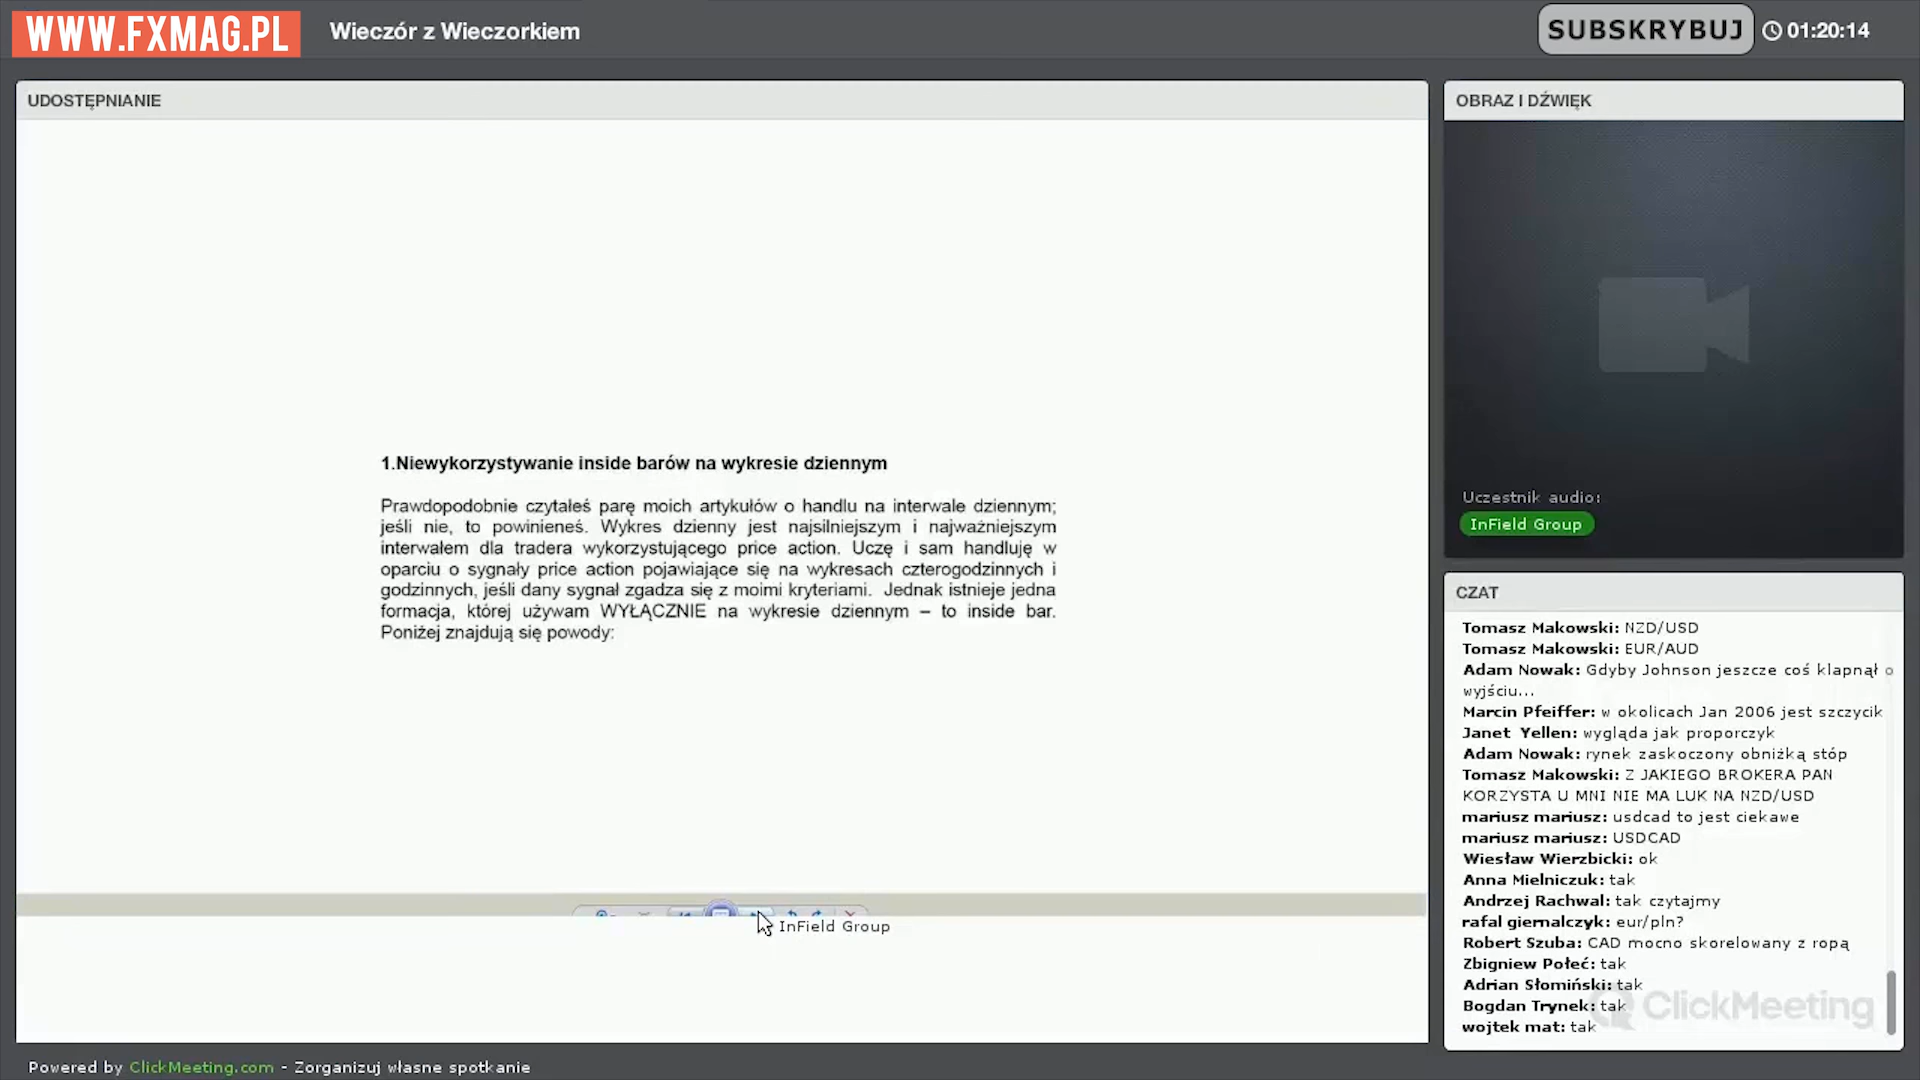 WWW.FXMAG.PL
Wieczór z Wieczorkiem
SUBSKRYBUJ
01:20:14
UDOSTĘPNIANIE
1.Niewykorzystywanie inside barów na wykresie dziennym
Prawdopodobnie czytałeś parę moich artykułów o handlu na interwale dziennym;
jeśli nie, to powinieneś. Wykres dzienny jest najsilniejszym i najważniejszym
interwałem dla tradera wykorzystującego price action. Uczę i sam handluję w
oparciu o sygnały price action pojawiające się na wykresach czterogodzinnych i
godzinnych, jeśli dany sygnał zgadza się z moimi kryteriami. Jednak istnieje jedna
formacja, której używam WYŁĄCZNIE na wykresie dziennym – to inside bar.
Poniżej znajdują się powody:
InField Group
OBRAZ I DŹWIĘK
Uczestnik audio:
InField Group
CZAT
Tomasz Makowski: NZD/USD
Tomasz Makowski: EUR/AUD
Adam Nowak: Gdyby Johnson jeszcze coś klapnął o
wyjściu...
Marcin Pfeiffer: w okolicach Jan 2006 jest szczycik
Janet Yellen: wygląda jak proporczyk
Adam Nowak: rynek zaskoczony obniżką stóp
Tomasz Makowski: Z JAKIEGO BROKERA PAN
KORZYSTA U MNI NIE MA LUK NA NZD/USD
mariusz mariusz: usdcad to jest ciekawe
mariusz mariusz: USDCAD
Wiesław Wierzbicki: ok
Anna Mielniczuk: tak
Andrzej Rachwal: tak czytajmy
rafal giernalczyk: eur/pln?
Robert Szuba: CAD mocno skorelowany z ropą
Zbigniew Połeć: tak
Adrian Słomiński: tak
Bogdan Trynek: tak
wojtek mat: tak
ClickMeeting
Powered by ClickMeeting.com - Zorganizuj własne spotkanie